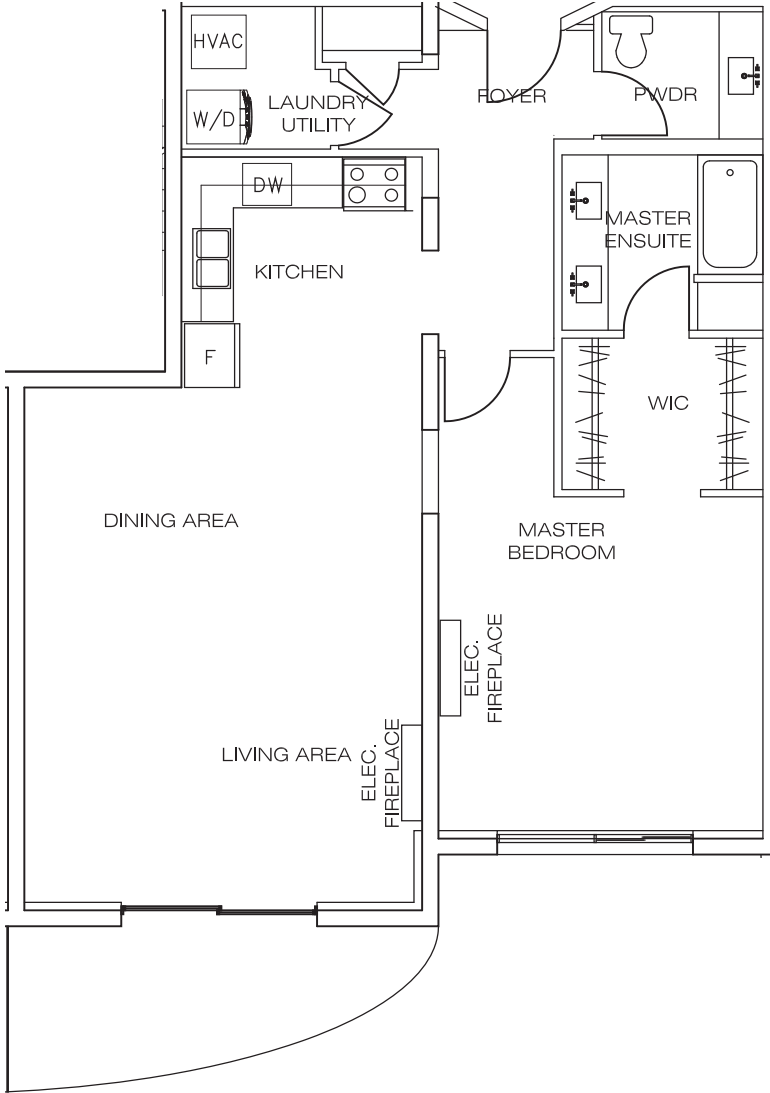 HVAC
W/D
LAUNDRY
UTILITY
FOYER
PWDR
DW
KITCHEN
MASTER
ENSUITE
F
WIC
DINING AREA
MASTER
BEDROOM
ELEC.
FIREPLACE
LIVING AREA
ELEC.
FIREPLACE